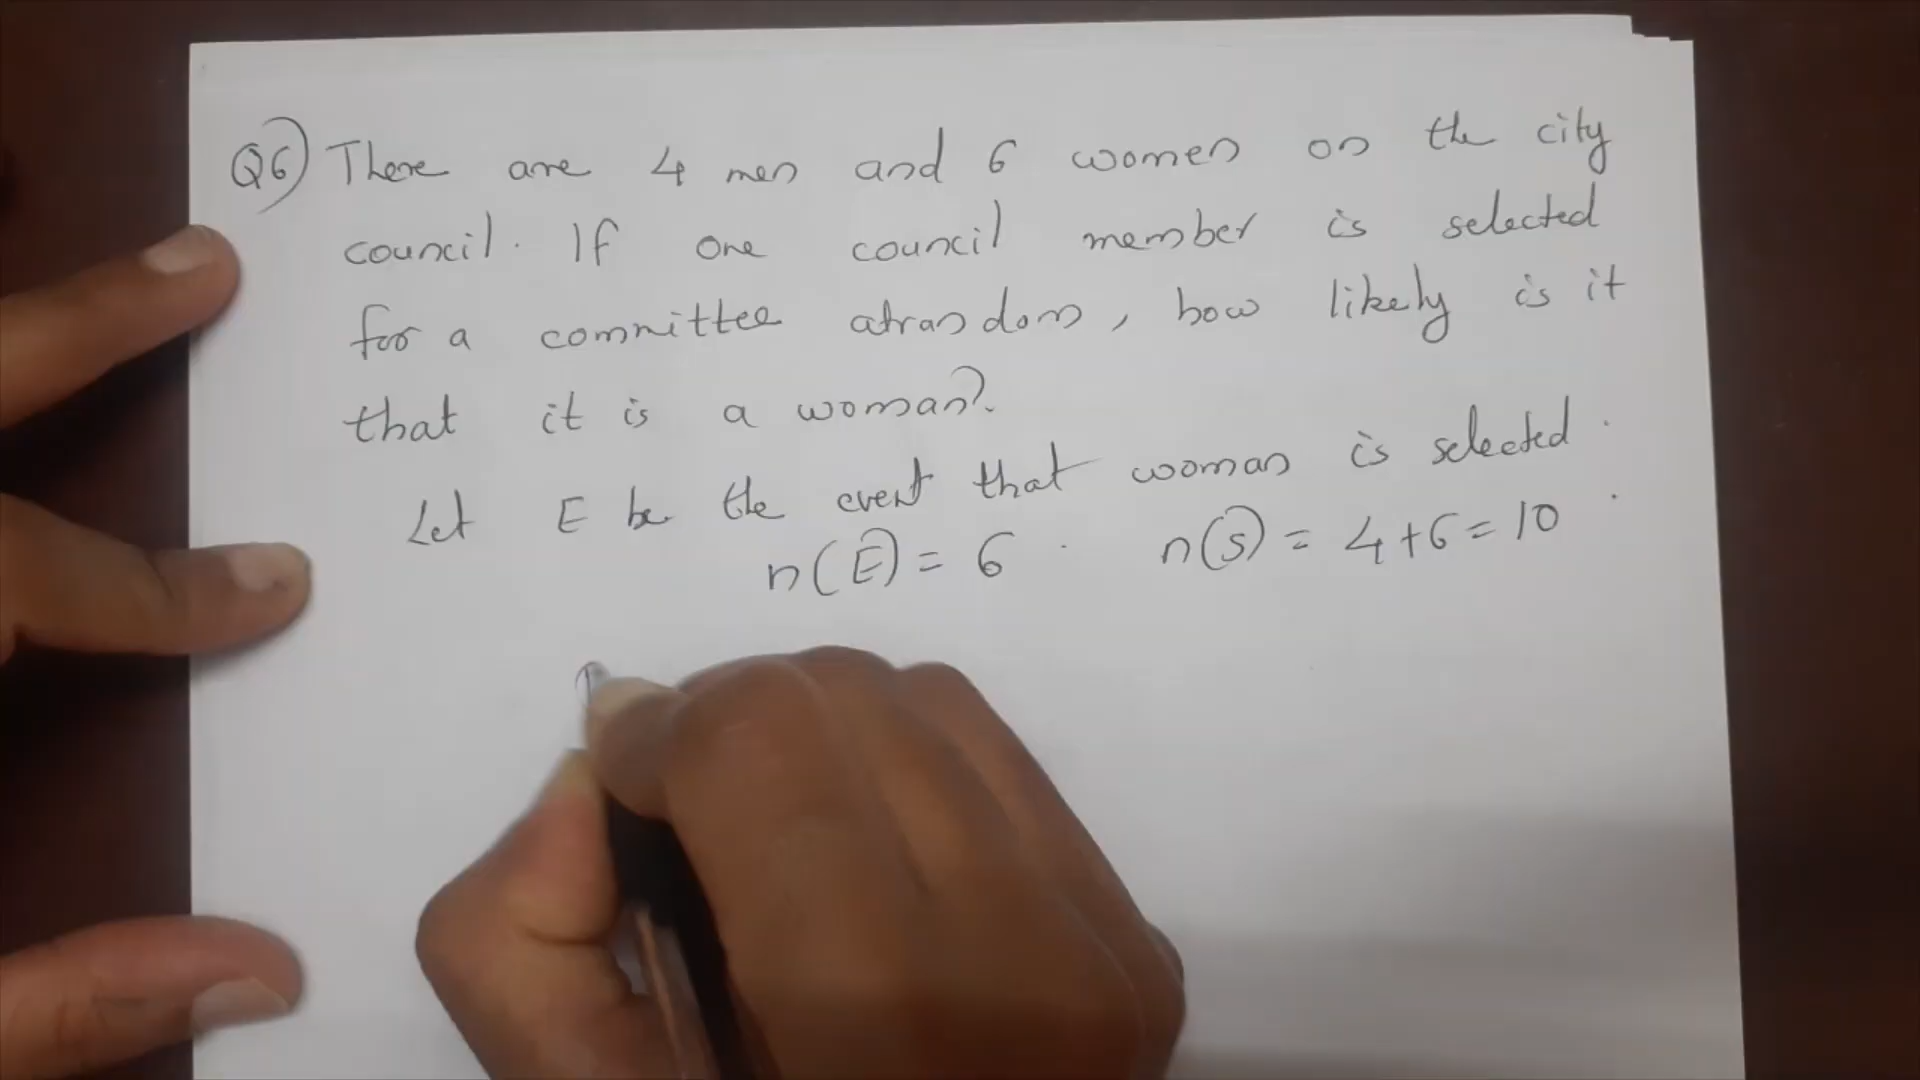 Q6) There are 4 men and 6 women on the city
council. If one council member is selected
for a committee atrandom, how likely is it
that it is a woman?
Let E be the event that woman is selected.
n(E) = 6. n(S) = 4+6=10.